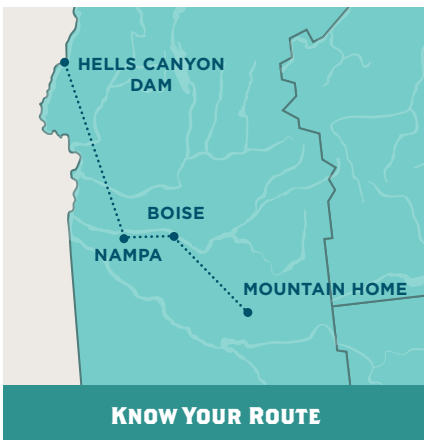 HELLS CANYON
DAM
BOISE
NAMPA
MOUNTAIN HOME
KNOW YOUR ROUTE